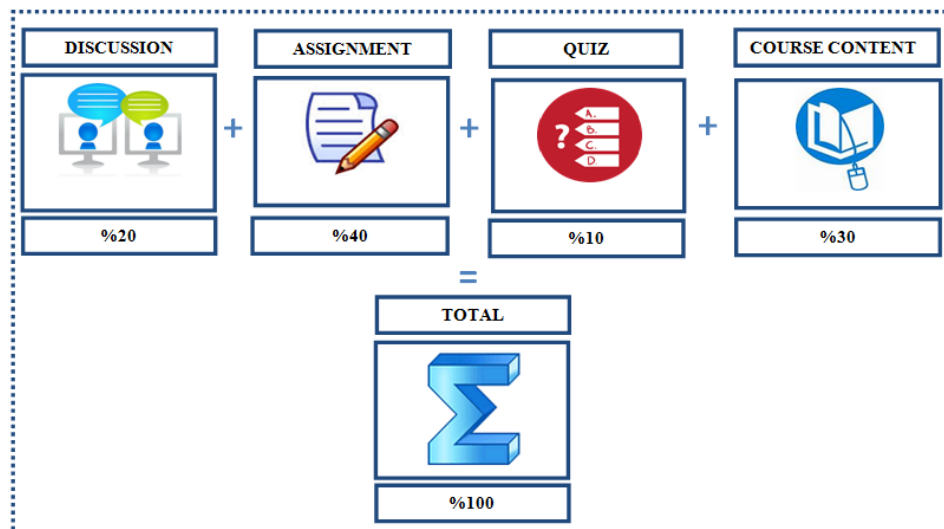 DISCUSSION
ASSIGNMENT
QUIZ
COURSE CONTENT
+
+
+
?
A.
B.
C.
D.
%20
%40
%10
%30
=
TOTAL
Σ
%100